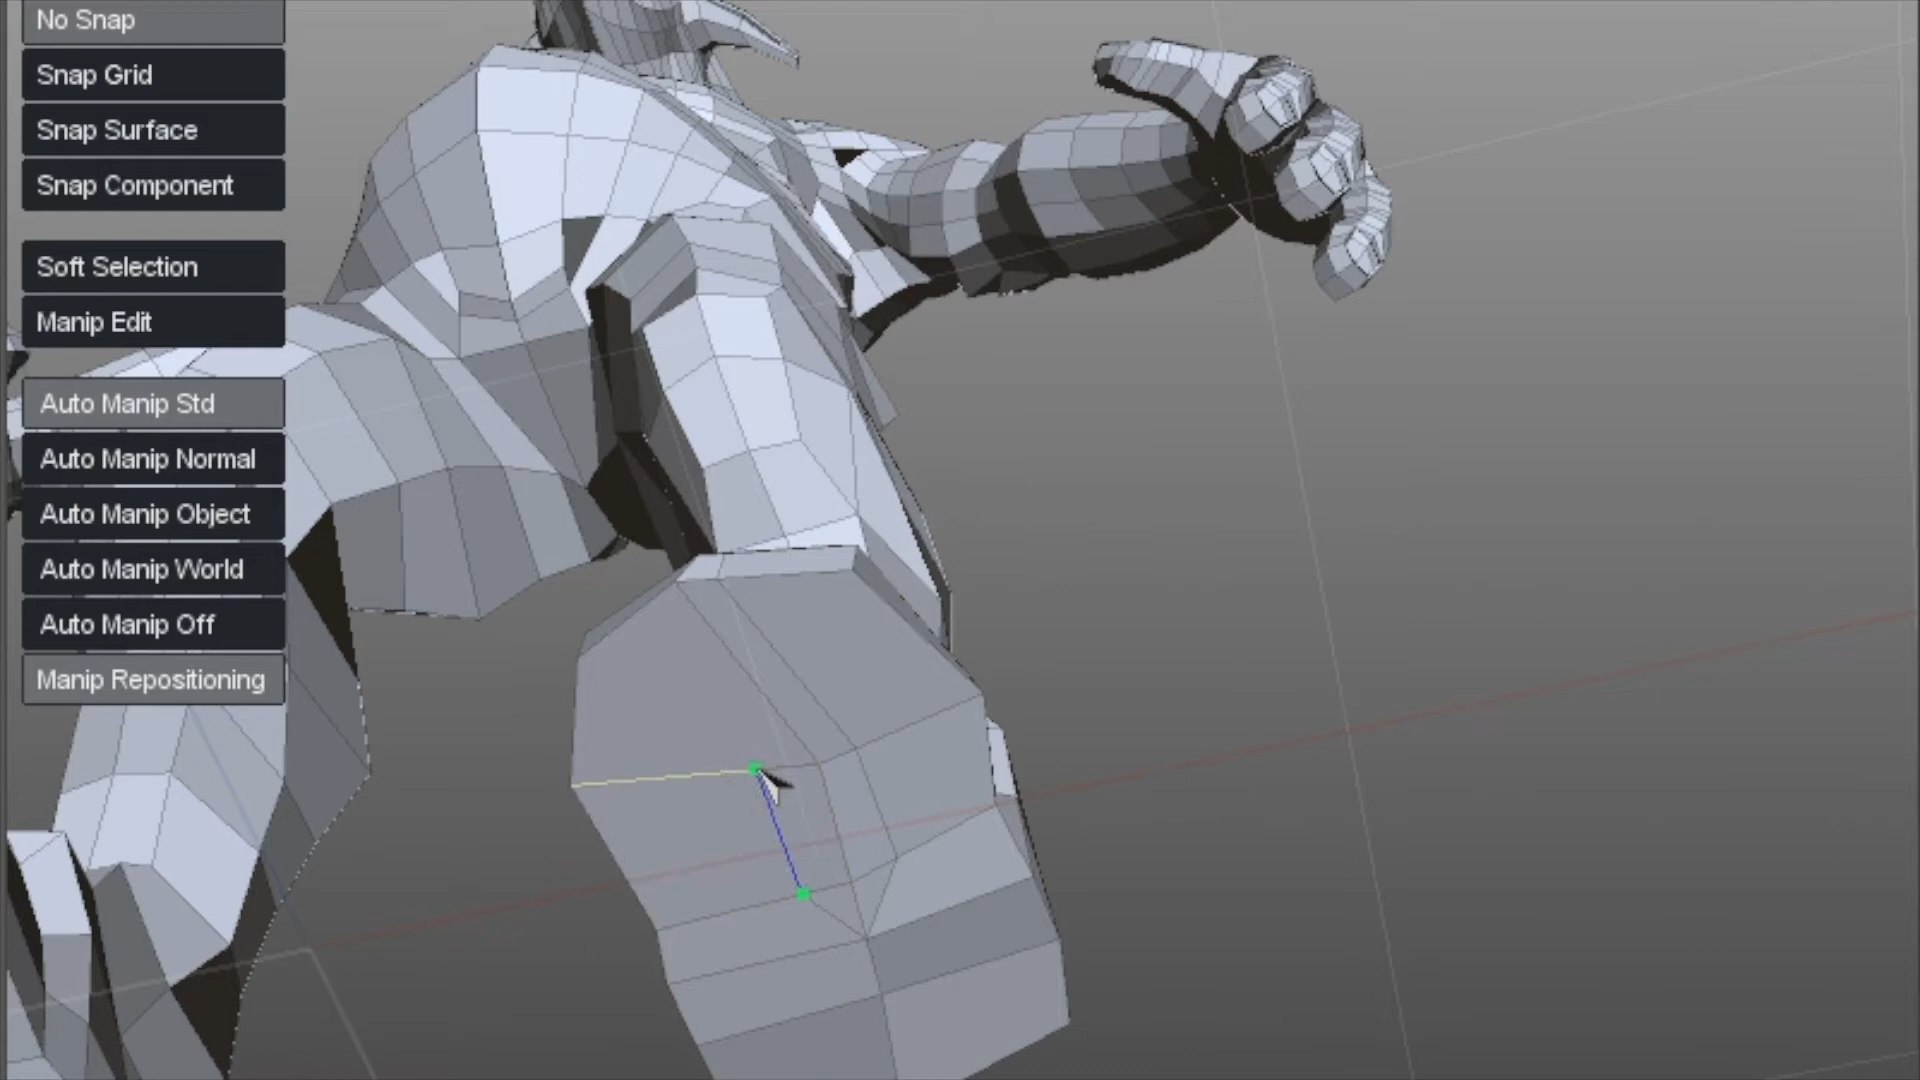 No Snap
Snap Grid
Snap Surface
Snap Component
Soft Selection
Manip Edit
Auto Manip Std
Auto Manip Normal
Auto Manip Object
Auto Manip World
Auto Manip Off
Manip Repositioning